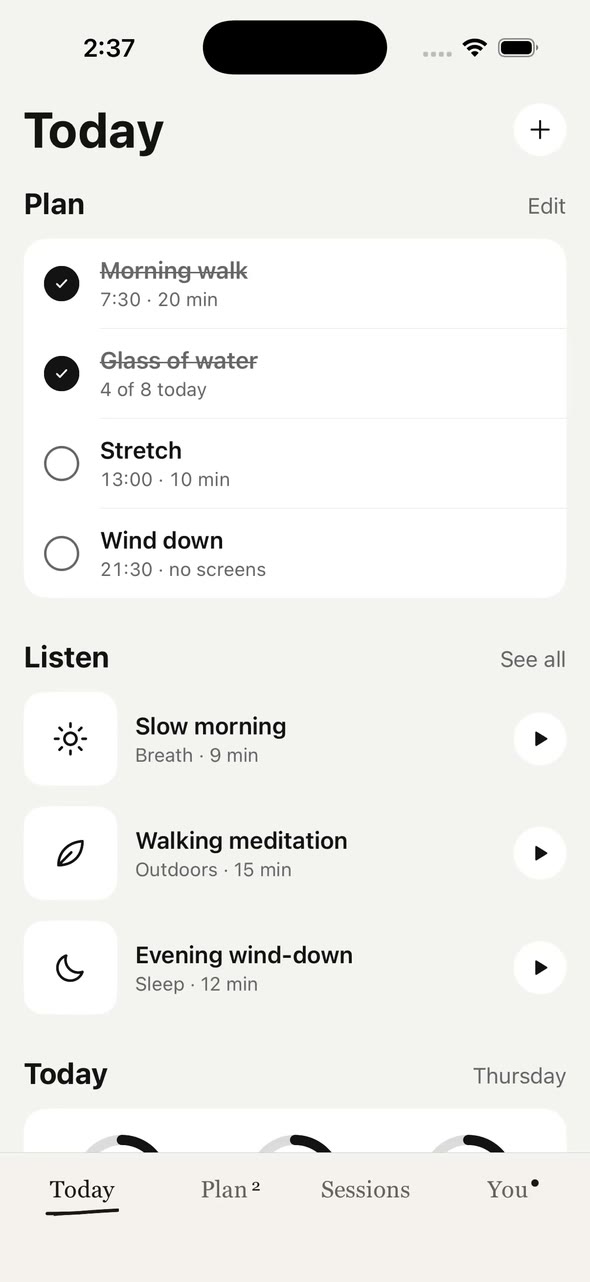 2:37
Today
Plan
Edit
Morning walk
7:30 · 20 min
Glass of water
4 of 8 today
Stretch
13:00 · 10 min
Wind down
21:30 · no screens
Listen
See all
Slow morning
Breath · 9 min
Walking meditation
Outdoors · 15 min
Evening wind-down
Sleep · 12 min
Today
Thursday
Today
Plan 2
Sessions
You